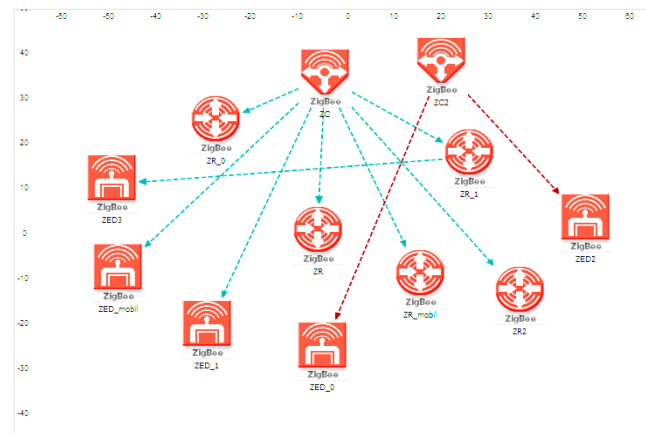 -60 -50 -40 -30 -20 -10 0 10 20 30 40 50 60
40
30
20
10
0
-10
-20
-30
-40
ZigBee
ZC
ZigBee
ZC2
ZigBee
ZR_0
ZigBee
ZR_1
ZigBee
ZED3
ZigBee
ZR
ZigBee
ZED2
ZigBee
ZED_mobil
ZigBee
ZR_mobil
ZigBee
ZR2
ZigBee
ZED_1
ZigBee
ZED_0